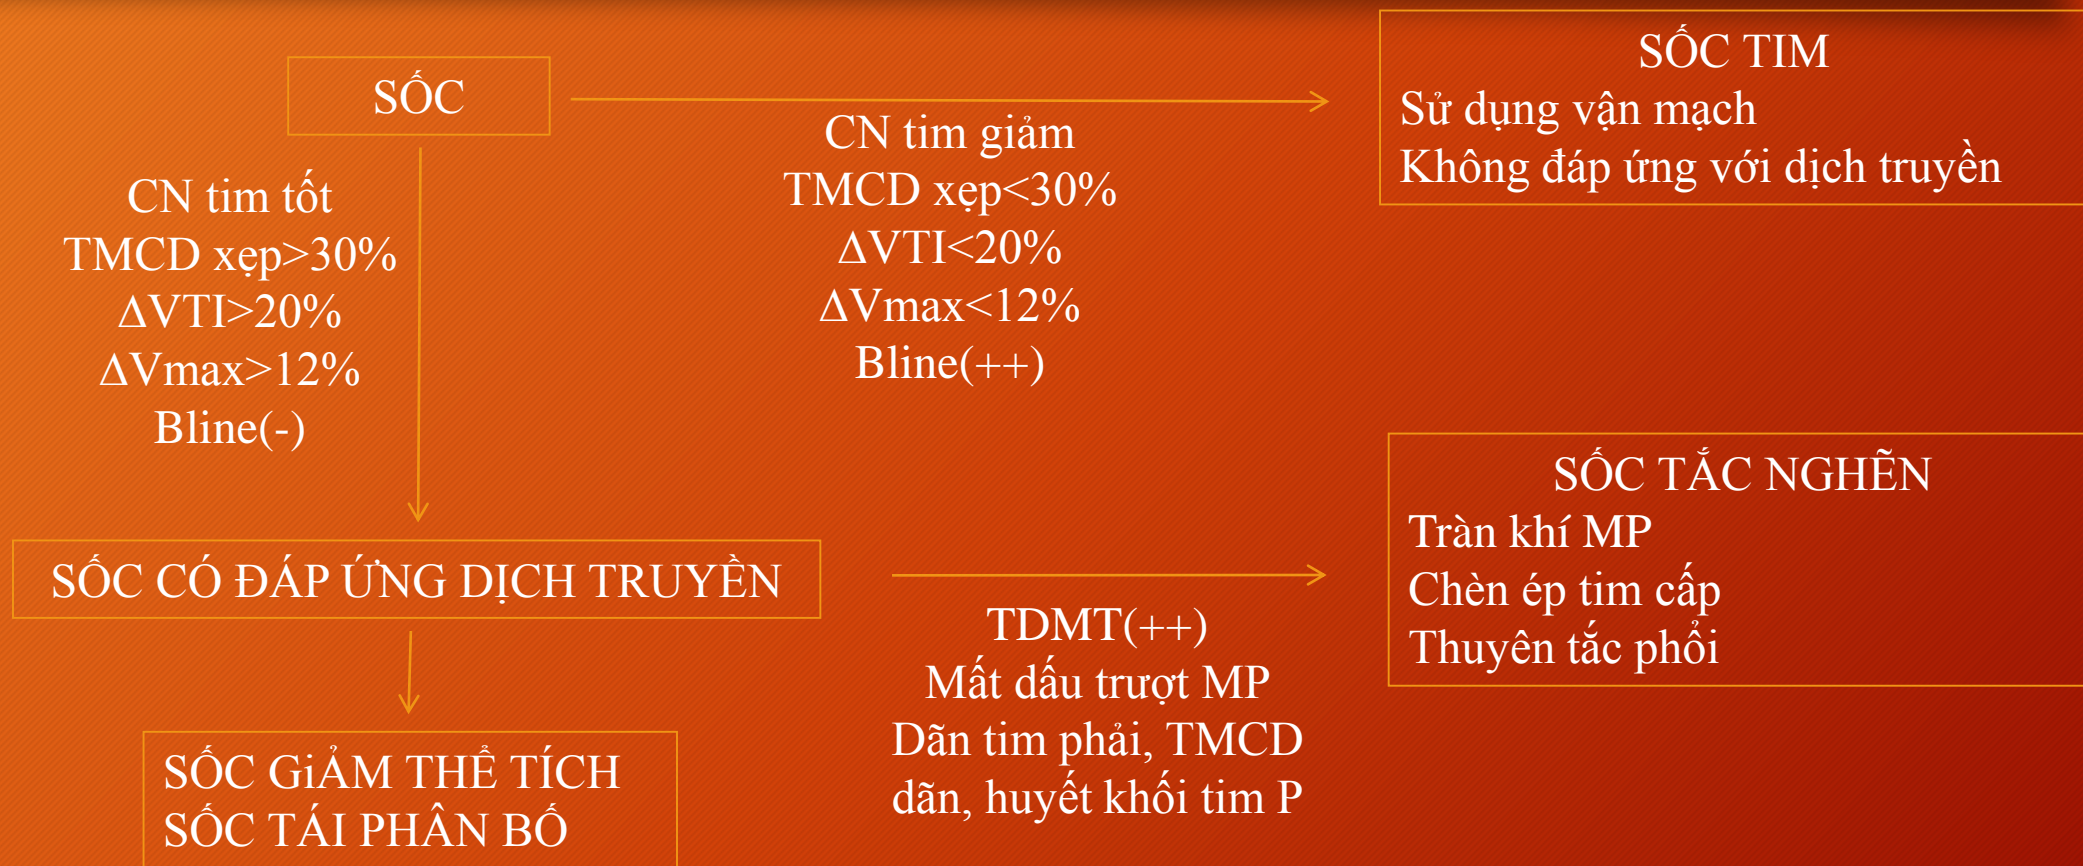 SỐC
CN tim tốt
TMCD xẹp>30%
ΔVTI>20%
ΔVmax>12%
Bline(-)
CN tim giảm
TMCD xẹp<30%
ΔVTI<20%
ΔVmax<12%
Bline(++)
SỐC TIM
Sử dụng vận mạch
Không đáp ứng với dịch truyền
SỐC CÓ ĐÁP ỨNG DỊCH TRUYỀN
TDMT(++)
Mất dấu trượt MP
Dãn tim phải, TMCD
dãn, huyết khối tim P
SỐC TẮC NGHẼN
Tràn khí MP
Chèn ép tim cấp
Thuyên tắc phổi
SỐC GiẢM THỂ TÍCH
SỐC TÁI PHÂN BỐ